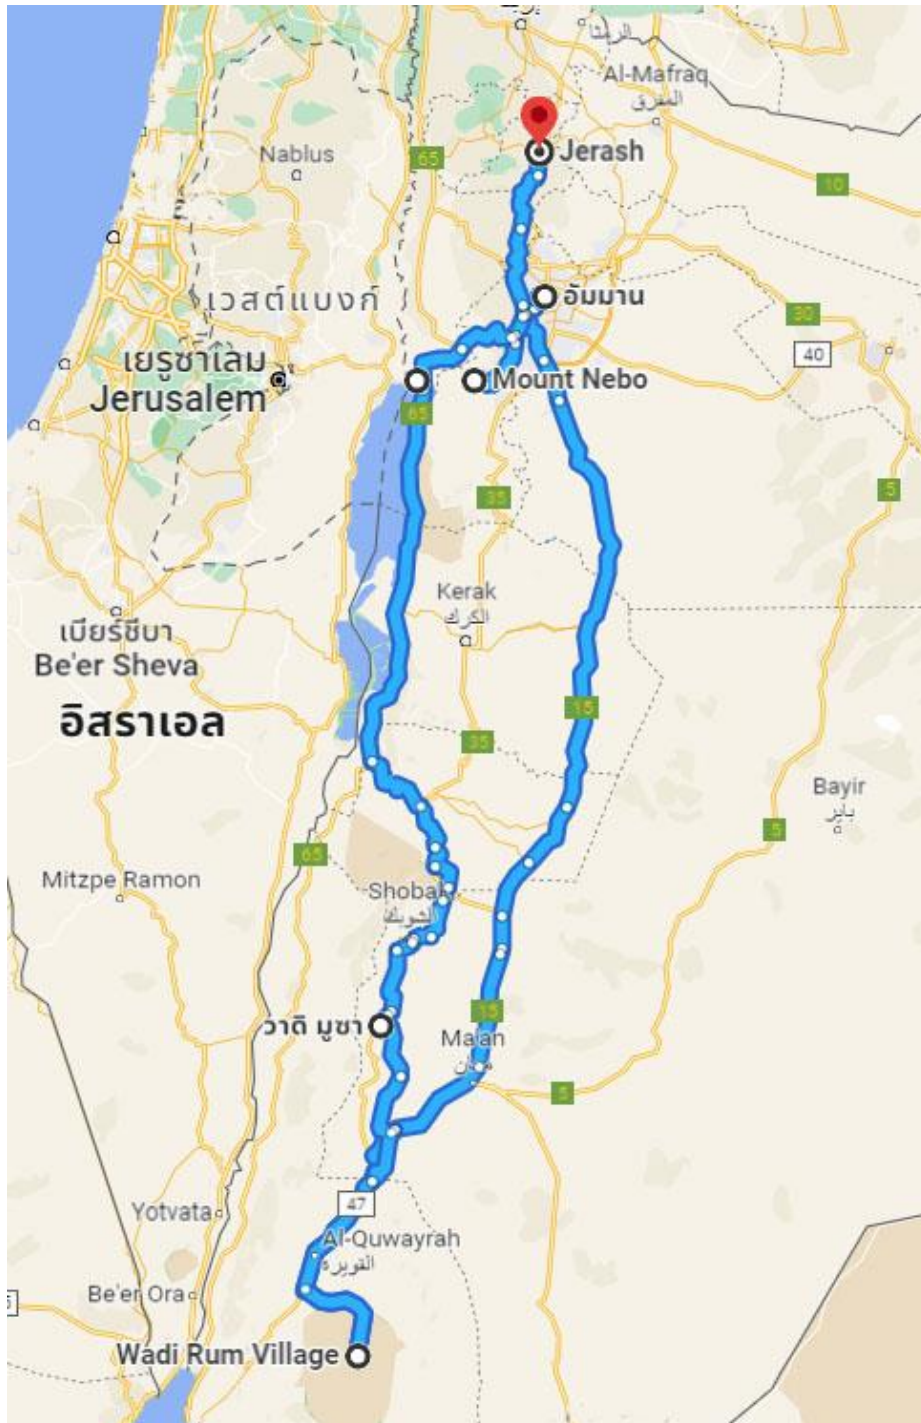 الرمثا
Al-Mafraq
المفرق
Nablus
65
Jerash
10
เวสต์แบงก์
อัมมาน
30
40
เยรูซาเลม
Jerusalem
Mount Nebo
65
5
35
Kerak
الكرك
เบียร์ชีบา
Be'er Sheva
อิสราเอล
15
35
Bayir
باير
5
65
Mitzpe Ramon
Shobak
الشوبك
15
วาดิ มูซา
Ma'an
معان
5
Yotvata
47
Al-Quwayrah
القويره
Be'er Ora
Wadi Rum Village